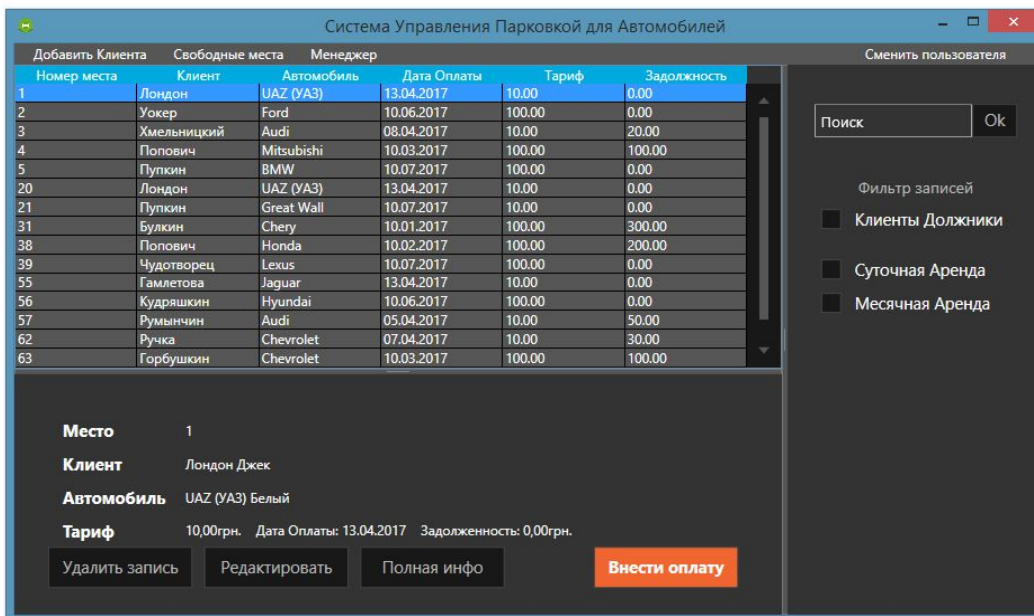 Система Управления Парковкой для Автомобилей
Добавить Клиента Свободные места Менеджер Сменить пользователя
Номер места Клиент Автомобиль Дата Оплаты Тариф Задолжность
1 Лондон UAZ (УАЗ) 13.04.2017 10.00 0.00
2 Уокер Ford 10.06.2017 100.00 0.00
3 Хмельницкий Audi 08.04.2017 10.00 20.00
4 Попович Mitsubishi 10.03.2017 100.00 100.00
5 Пупкин BMW 10.07.2017 100.00 0.00
20 Лондон UAZ (УАЗ) 13.04.2017 10.00 0.00
21 Пупкин Great Wall 10.07.2017 10.00 0.00
31 Булкин Chery 10.01.2017 100.00 300.00
38 Попович Honda 10.02.2017 100.00 200.00
39 Чудотворец Lexus 10.07.2017 100.00 0.00
55 Гамлетова Jaguar 13.04.2017 10.00 0.00
56 Кудряшкин Hyundai 10.06.2017 100.00 0.00
57 Румынчин Audi 05.04.2017 10.00 50.00
62 Ручка Chevrolet 07.04.2017 10.00 30.00
63 Горбушкин Chevrolet 10.03.2017 100.00 100.00
Поиск Ok
Фильтр записей
Клиенты Должники
Суточная Аренда
Месячная Аренда
Место 1
Клиент Лондон Джек
Автомобиль UAZ (УАЗ) Белый
Тариф 10,00грн. Дата Оплаты: 13.04.2017 Задолженность: 0,00грн.
Удалить запись Редактировать Полная инфо Внести оплату